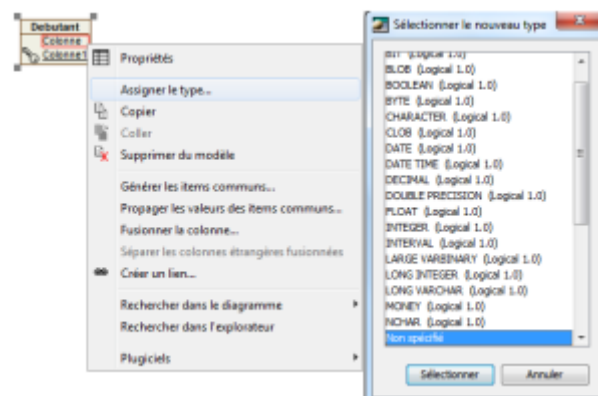 Debutant
Colonne
Colonne1
Propriétés
Assigner le type...
Copier
Coller
Supprimer du modèle
Générer les items communs...
Propager les valeurs des items communs...
Fusionner la colonne...
Séparer les colonnes étrangères fusionnées
Créer un lien...
Rechercher dans le diagramme
Rechercher dans l'explorateur
Plugiciels
Sélectionner le nouveau type
BIT (Logical 1.0)
BLOB (Logical 1.0)
BOOLEAN (Logical 1.0)
BYTE (Logical 1.0)
CHARACTER (Logical 1.0)
CLOB (Logical 1.0)
DATE (Logical 1.0)
DATE TIME (Logical 1.0)
DECIMAL (Logical 1.0)
DOUBLE PRECISION (Logical 1.0)
FLOAT (Logical 1.0)
INTEGER (Logical 1.0)
INTERVAL (Logical 1.0)
LARGE VARBINARY (Logical 1.0)
LONG INTEGER (Logical 1.0)
LONG VARCHAR (Logical 1.0)
MONEY (Logical 1.0)
NCHAR (Logical 1.0)
Non spécifié
Sélectionner
Annuler